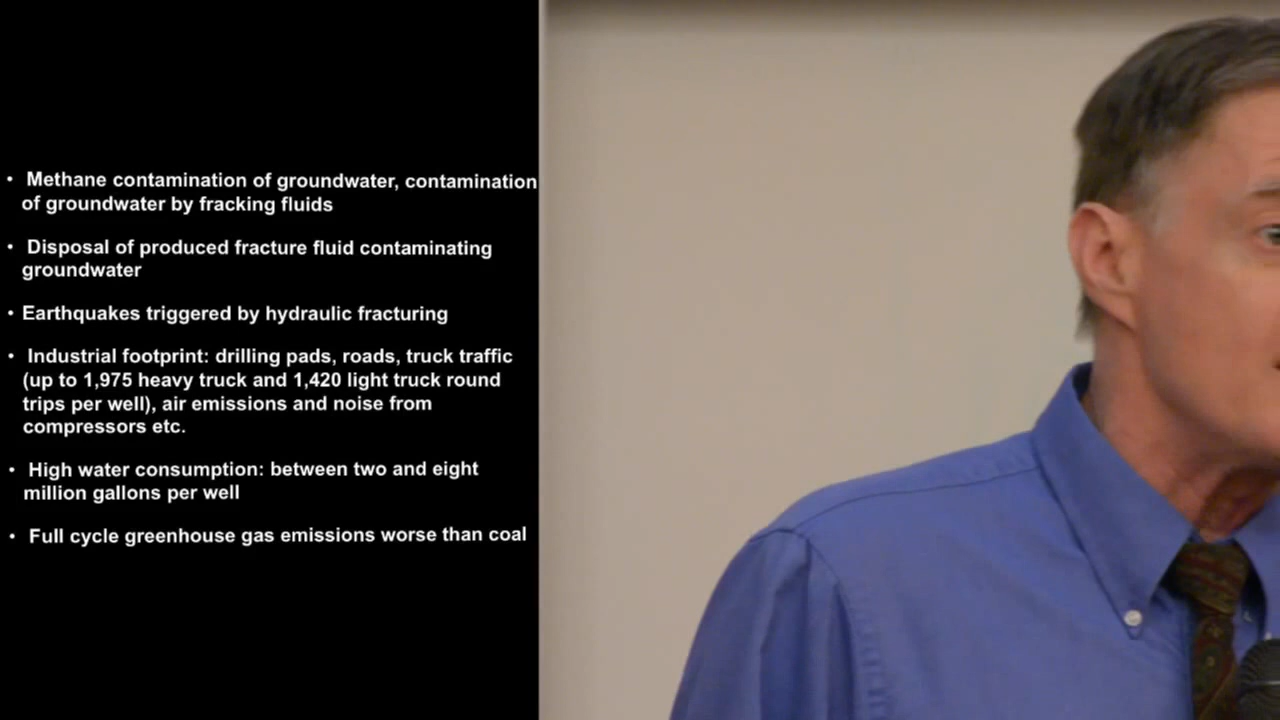 • Methane contamination of groundwater, contamination
of groundwater by fracking fluids
• Disposal of produced fracture fluid contaminating
groundwater
• Earthquakes triggered by hydraulic fracturing
• Industrial footprint: drilling pads, roads, truck traffic
(up to 1,975 heavy truck and 1,420 light truck round
trips per well), air emissions and noise from
compressors etc.
• High water consumption: between two and eight
million gallons per well
• Full cycle greenhouse gas emissions worse than coal